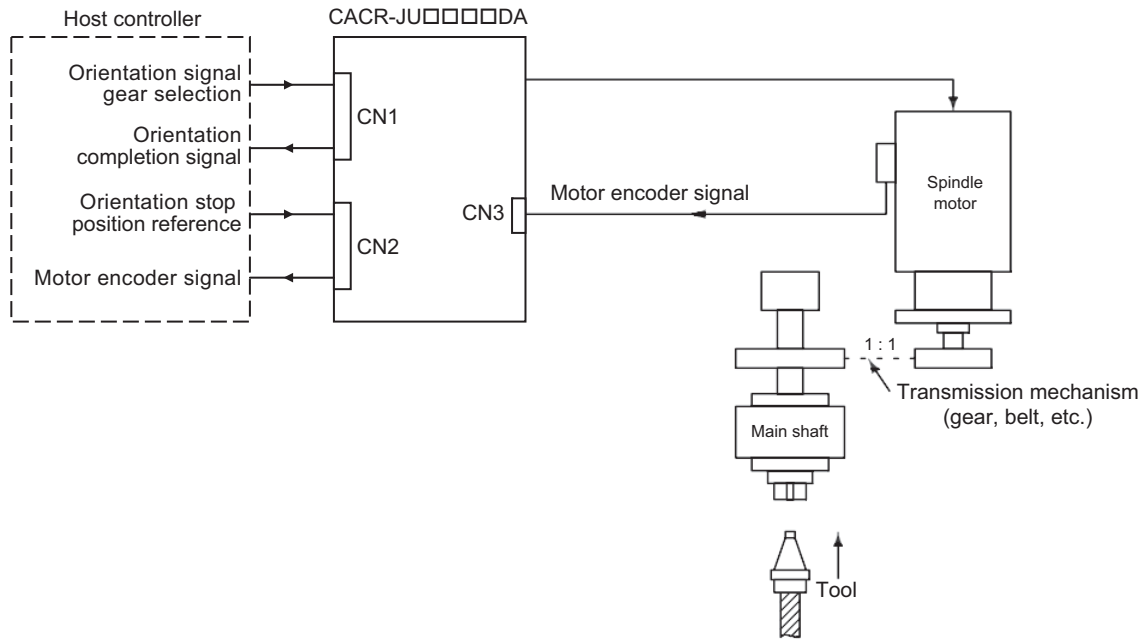 Host controller
CACR-JU□□□□DA
Orientation signal
gear selection
CN1
Orientation
completion signal
Orientation stop
position reference
CN2
Motor encoder signal
CN3
Motor encoder signal
Spindle
motor
1 : 1
Transmission mechanism
(gear, belt, etc.)
Main shaft
Tool